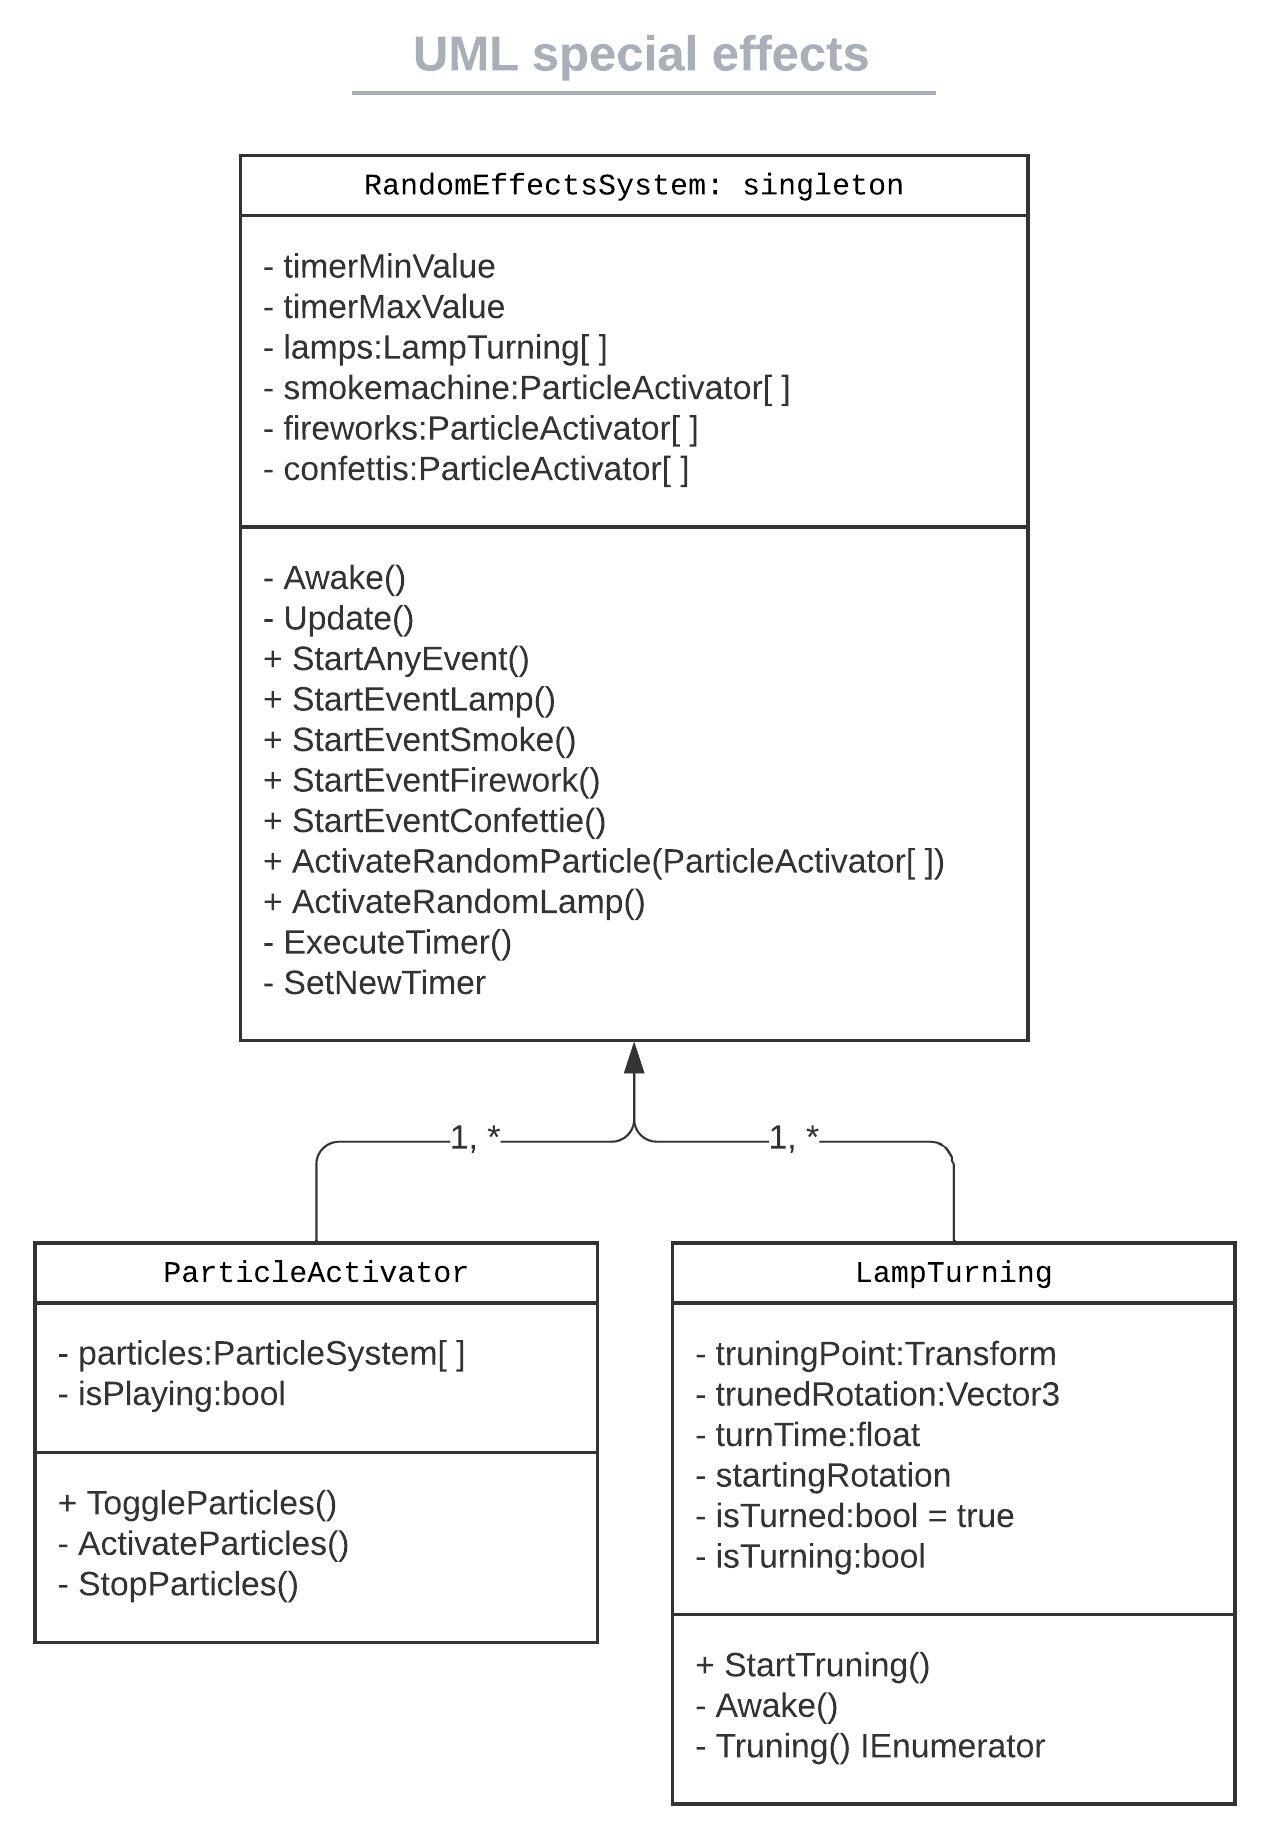 UML special effects
RandomEffectsSystem: singleton
- timerMinValue
- timerMaxValue
- lamps:LampTurning[ ]
- smokemachine:ParticleActivator[ ]
- fireworks:ParticleActivator[ ]
- confettis:ParticleActivator[ ]
- Awake()
- Update()
+ StartAnyEvent()
+ StartEventLamp()
+ StartEventSmoke()
+ StartEventFirework()
+ StartEventConfettie()
+ ActivateRandomParticle(ParticleActivator[ ])
+ ActivateRandomLamp()
- ExecuteTimer()
- SetNewTimer
1, *
1, *
ParticleActivator
- particles:ParticleSystem[ ]
- isPlaying:bool
+ ToggleParticles()
- ActivateParticles()
- StopParticles()
LampTurning
- truningPoint:Transform
- trunedRotation:Vector3
- turnTime:float
- startingRotation
- isTurned:bool = true
- isTurning:bool
+ StartTruning()
- Awake()
- Truning() IEnumerator